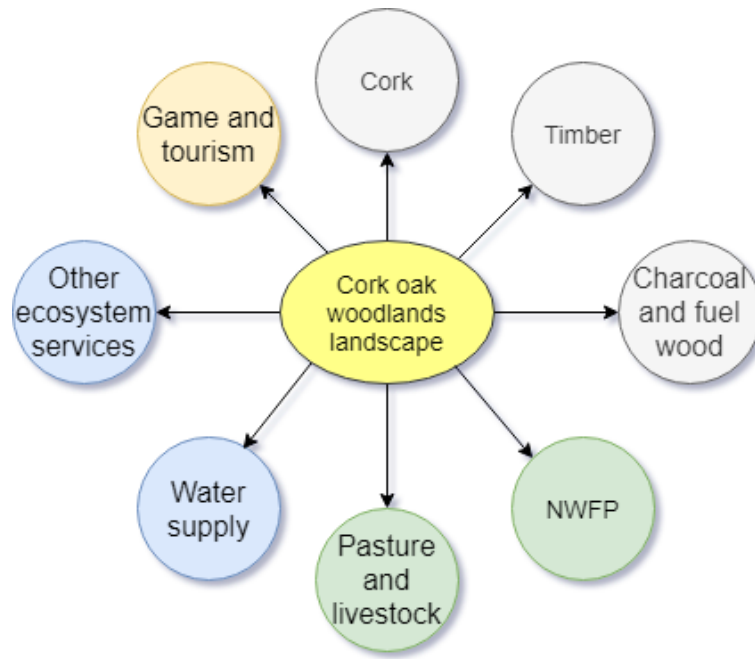 Cork
Game and
tourism
Timber
Other
ecosystem
services
Cork oak
woodlands
landscape
Charcoal
and fuel
wood
Water
supply
NWFP
Pasture
and
livestock